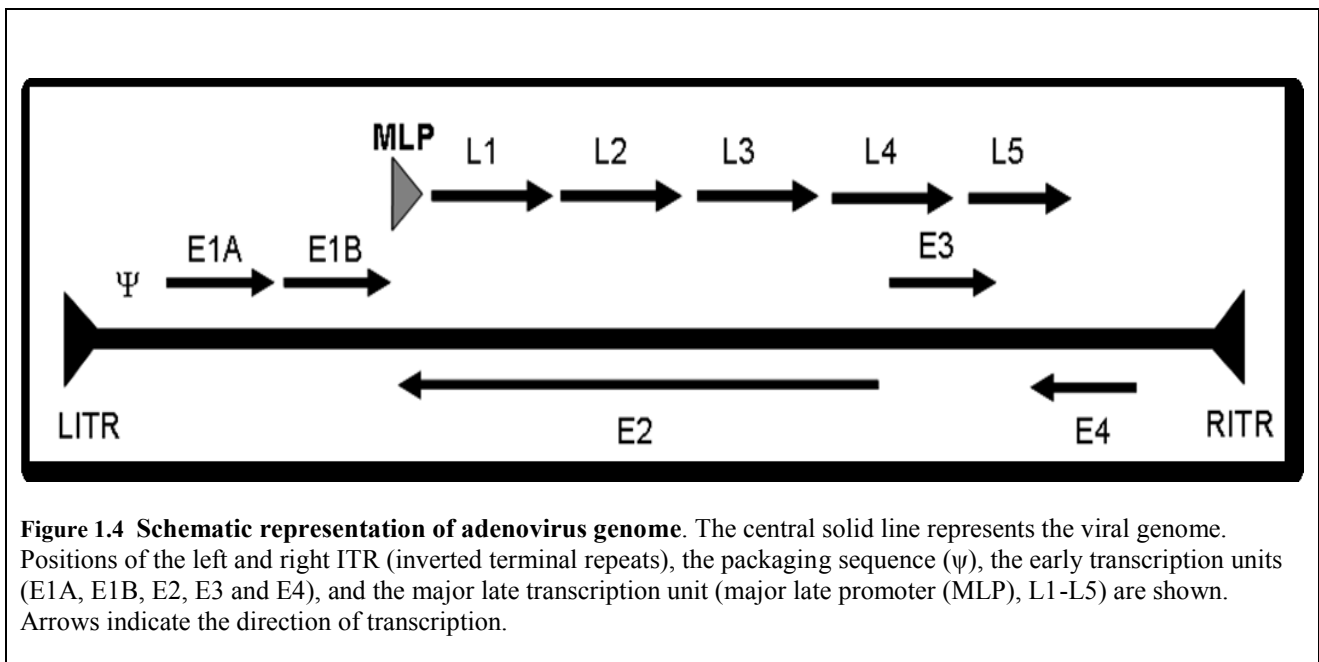 MLP L1 L2 L3 L4 L5
Ψ E1A E1B E3
LITR E2 E4 RITR
Figure 1.4 Schematic representation of adenovirus genome. The central solid line represents the viral genome.
Positions of the left and right ITR (inverted terminal repeats), the packaging sequence (ψ), the early transcription units
(E1A, E1B, E2, E3 and E4), and the major late transcription unit (major late promoter (MLP), L1-L5) are shown.
Arrows indicate the direction of transcription.